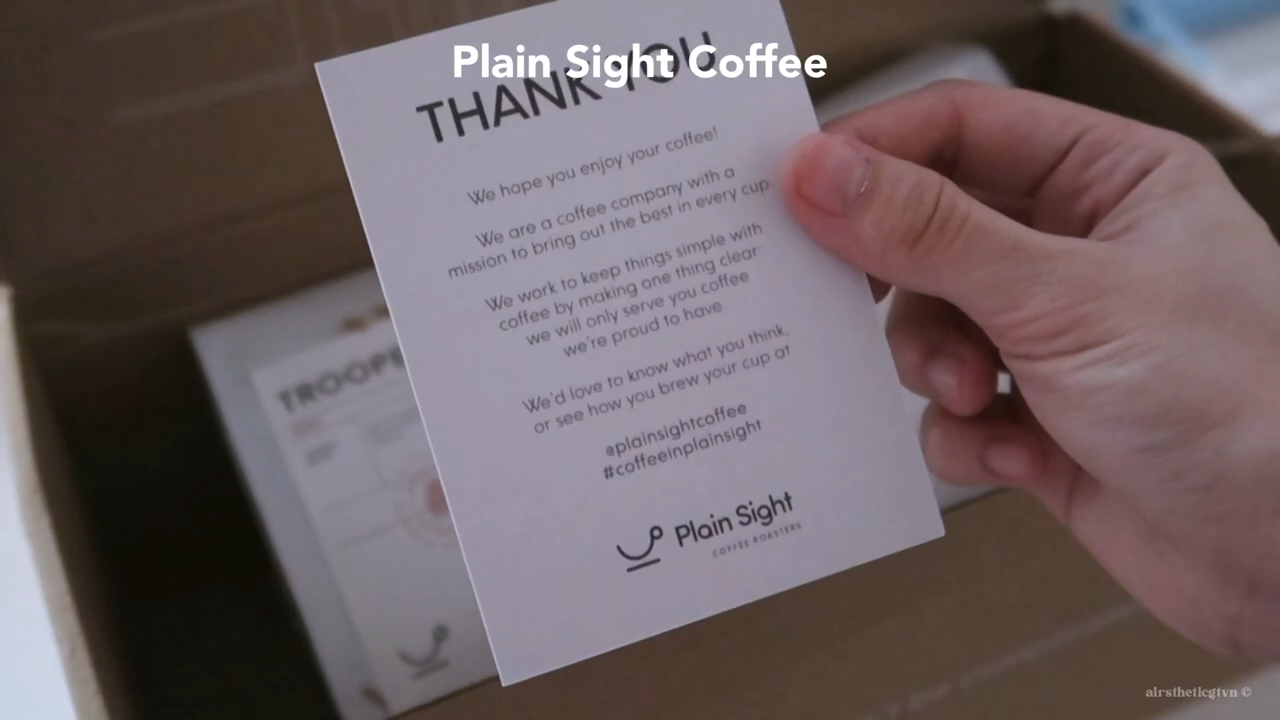 Plain Sight Coffee
THANK YOU
We hope you enjoy your coffee!
We are a coffee company with a
mission to bring out the best in every cup.
We work to keep things simple with
coffee by making one thing clear:
we will only serve you coffee
we're proud to have.
We'd love to know what you think,
or see how you brew your cup at
@plainsightcoffee
#coffeeinplainsight
Plain Sight
COFFEE ROASTERS
airstheticgtvn ©